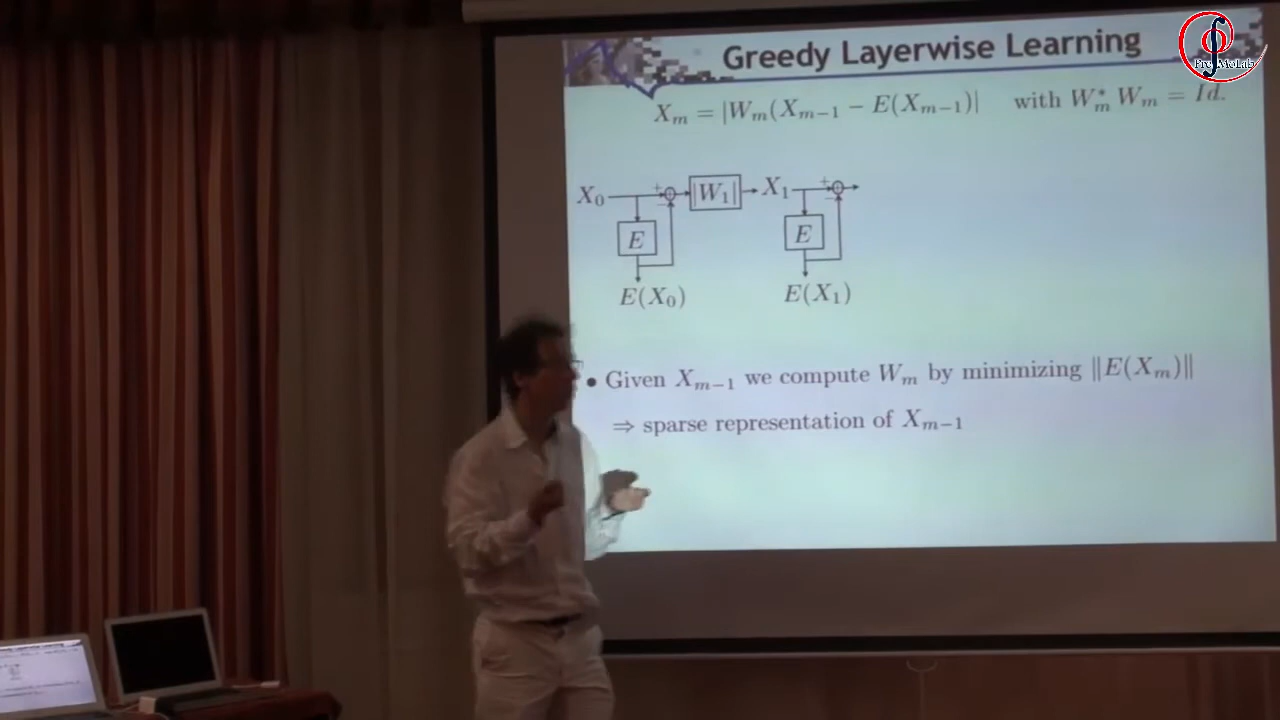 Greedy Layerwise Learning
PreMoLab
X_m = |W_m(X_{m-1} - E(X_{m-1})|   with W_m^* W_m = Id.
X_0 + - |W_1| X_1 + -
E E
E(X_0) E(X_1)
• Given X_{m-1} we compute W_m by minimizing ||E(X_m)||
⇒ sparse representation of X_{m-1}